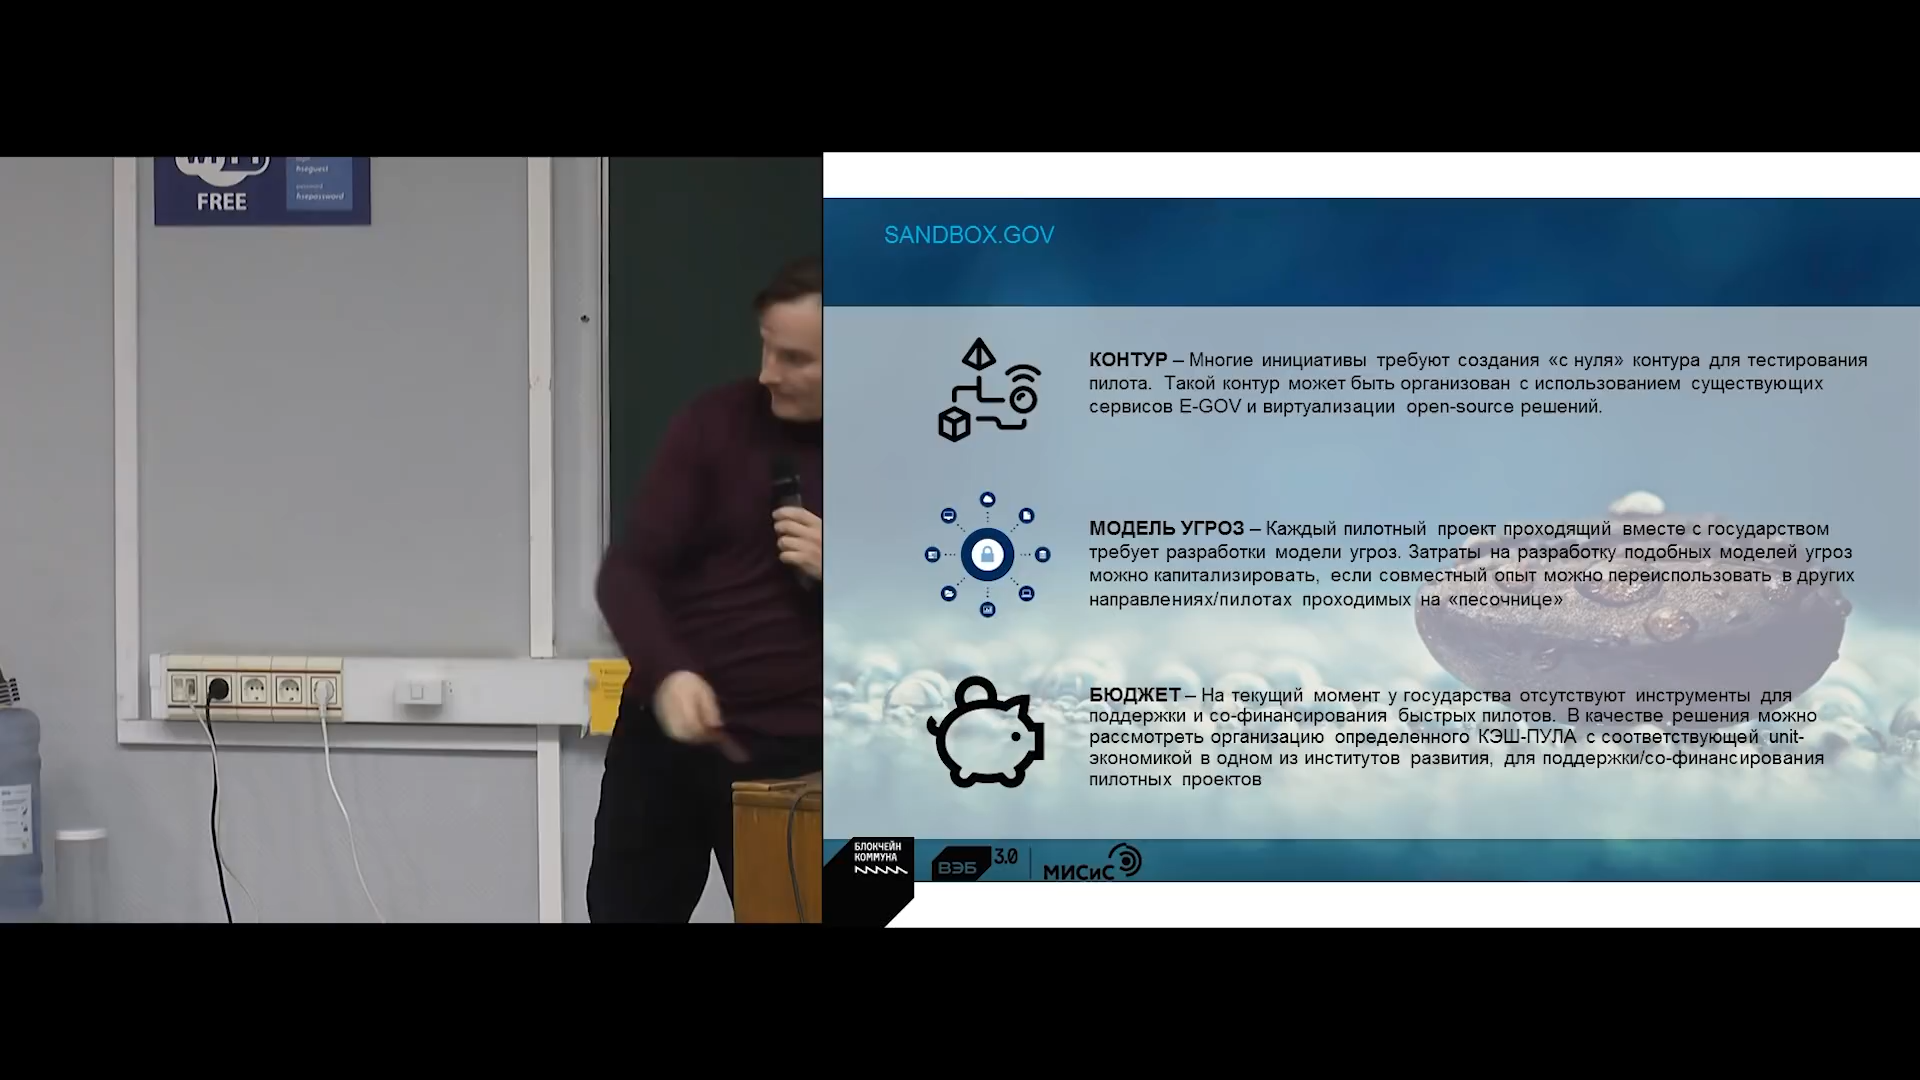 FREE
hseguest
password
hsepassword
SANDBOX.GOV
КОНТУР – Многие инициативы требуют создания «с нуля» контура для тестирования
пилота. Такой контур может быть организован с использованием существующих
сервисов E-GOV и виртуализации open-source решений.
МОДЕЛЬ УГРОЗ – Каждый пилотный проект проходящий вместе с государством
требует разработки модели угроз. Затраты на разработку подобных моделей угроз
можно капитализировать, если совместный опыт можно переиспользовать в других
направлениях/пилотах проходимых на «песочнице»
БЮДЖЕТ – На текущий момент у государства отсутствуют инструменты для
поддержки и со-финансирования быстрых пилотов. В качестве решения можно
рассмотреть организацию определенного КЭШ-ПУЛА с соответствующей unit-
экономикой в одном из институтов развития, для поддержки/со-финансирования
пилотных проектов
БЛОКЧЕЙН
КОММУНА
ВЭБ 3.0
МИСиС